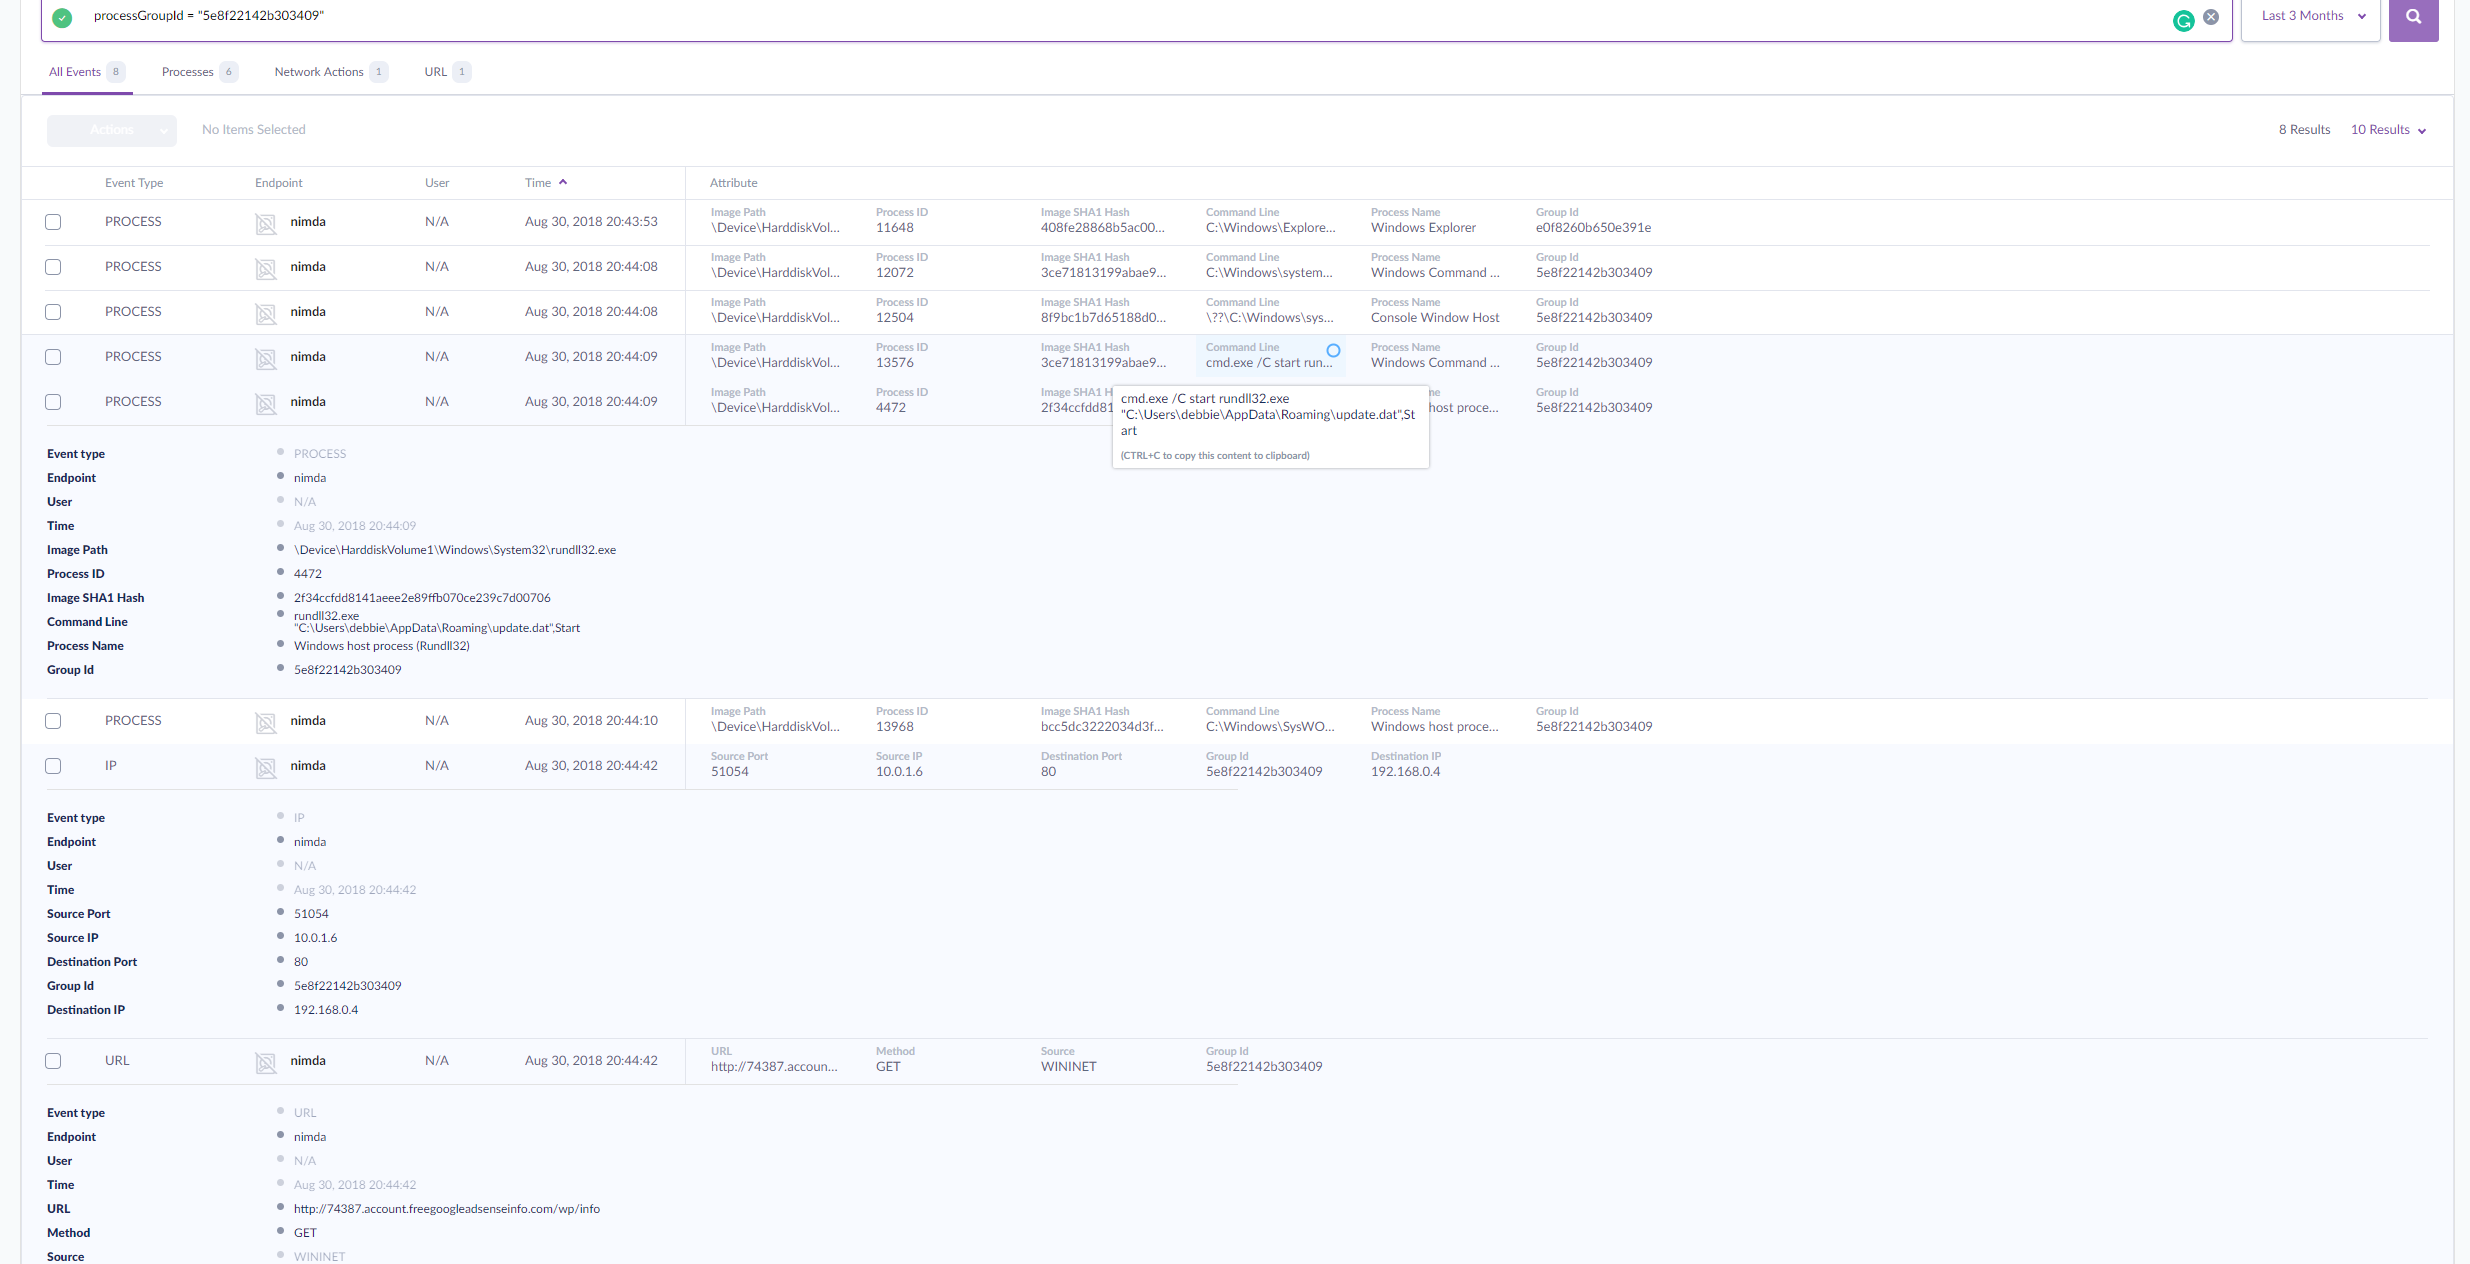 processGroupId = "5e8f22142b303409"
Last 3 Months
All Events 8 Processes 6 Network Actions 1 URL 1
Actions No Items Selected 8 Results 10 Results
Event Type Endpoint User Time Attribute
Image Path Process ID Image SHA1 Hash Command Line Process Name Group Id
PROCESS nimda N/A Aug 30, 2018 20:43:53 \Device\HarddiskVol... 11648 408fe28868b5ac00... C:\Windows\Explore... Windows Explorer e0f8260b650e391e
Image Path Process ID Image SHA1 Hash Command Line Process Name Group Id
PROCESS nimda N/A Aug 30, 2018 20:44:08 \Device\HarddiskVol... 12072 3ce71813199abae9... C:\Windows\system... Windows Command ... 5e8f22142b303409
Image Path Process ID Image SHA1 Hash Command Line Process Name Group Id
PROCESS nimda N/A Aug 30, 2018 20:44:08 \Device\HarddiskVol... 12504 8f9bc1b7d65188d0... \??\C:\Windows\sys... Console Window Host 5e8f22142b303409
Image Path Process ID Image SHA1 Hash Command Line Process Name Group Id
PROCESS nimda N/A Aug 30, 2018 20:44:09 \Device\HarddiskVol... 13576 3ce71813199abae9... cmd.exe /C start run... Windows Command ... 5e8f22142b303409
Image Path Process ID Image SHA1 H me Group Id
PROCESS nimda N/A Aug 30, 2018 20:44:09 \Device\HarddiskVol... 4472 2f34ccfdd81 host proce... 5e8f22142b303409
cmd.exe /C start rundll32.exe
"C:\Users\debbie\AppData\Roaming\update.dat",St
art
(CTRL+C to copy this content to clipboard)
Event type PROCESS
Endpoint nimda
User N/A
Time Aug 30, 2018 20:44:09
Image Path \Device\HarddiskVolume1\Windows\System32\rundll32.exe
Process ID 4472
Image SHA1 Hash 2f34ccfdd8141aeee2e89ffb070ce239c7d00706
Command Line rundll32.exe
"C:\Users\debbie\AppData\Roaming\update.dat",Start
Process Name Windows host process (Rundll32)
Group Id 5e8f22142b303409
Image Path Process ID Image SHA1 Hash Command Line Process Name Group Id
PROCESS nimda N/A Aug 30, 2018 20:44:10 \Device\HarddiskVol... 13968 bcc5dc3222034d3f... C:\Windows\SysWO... Windows host proce... 5e8f22142b303409
Source Port Source IP Destination Port Group Id Destination IP
IP nimda N/A Aug 30, 2018 20:44:42 51054 10.0.1.6 80 5e8f22142b303409 192.168.0.4
Event type IP
Endpoint nimda
User N/A
Time Aug 30, 2018 20:44:42
Source Port 51054
Source IP 10.0.1.6
Destination Port 80
Group Id 5e8f22142b303409
Destination IP 192.168.0.4
URL Method Source Group Id
URL nimda N/A Aug 30, 2018 20:44:42 http://74387.accoun... GET WININET 5e8f22142b303409
Event type URL
Endpoint nimda
User N/A
Time Aug 30, 2018 20:44:42
URL http://74387.account.freegoogleadsenseinfo.com/wp/info
Method GET
Source WININET